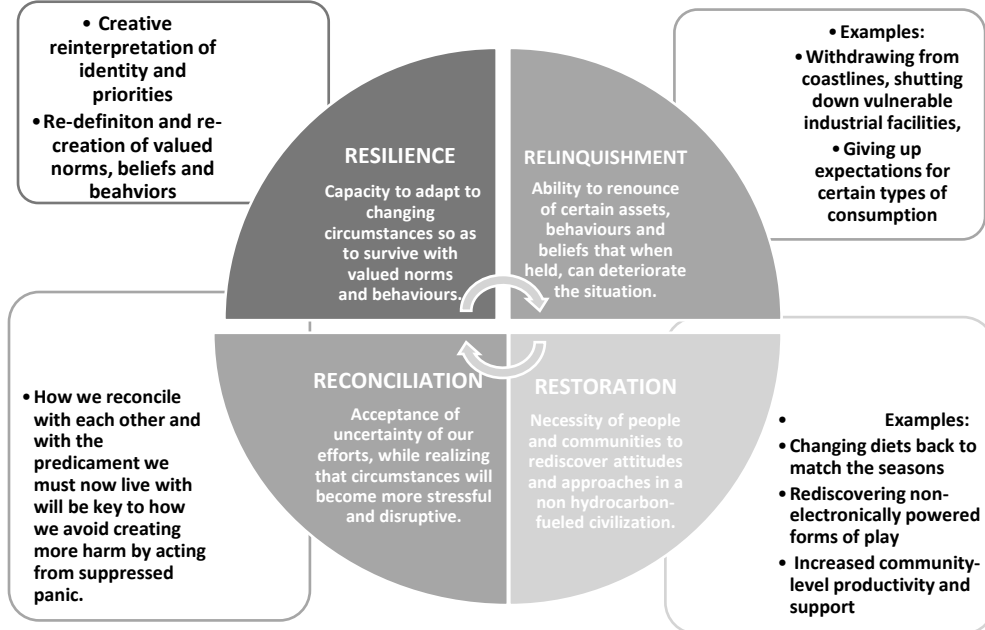 • Creative
reinterpretation of
identity and
priorities
• Re-definiton and re-
creation of valued
norms, beliefs and
beahviors
RESILIENCE
Capacity to adapt to
changing
circumstances so as
to survive with
valued norms
and behaviours.
RELINQUISHMENT
Ability to renounce
of certain assets,
behaviours and
beliefs that when
held, can deteriorate
the situation.
• Examples:
• Withdrawing from
coastlines, shutting
down vulnerable
industrial facilities,
• Giving up
expectations for
certain types of
consumption
• How we reconcile
with each other and
with the
predicament we
must now live with
will be key to how
we avoid creating
more harm by acting
from suppressed
panic.
RECONCILIATION
Acceptance of
uncertainty of our
efforts, while realizing
that circumstances will
become more stressful
and disruptive.
RESTORATION
Necessity of people
and communities to
rediscover attitudes
and approaches in a
non hydrocarbon-
fueled civilization.
• Examples:
• Changing diets back to
match the seasons
• Rediscovering non-
electronically powered
forms of play
• Increased community-
level productivity and
support